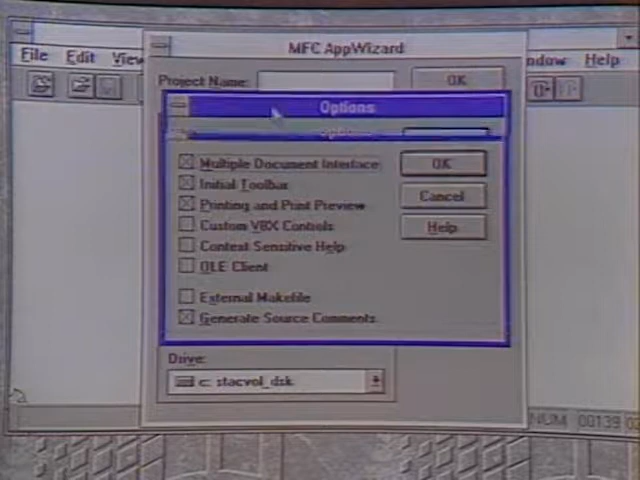 MFC AppWizard
File Edit View
ndow Help
Project Name:
OK
Options
Multiple Document Interface
OK
Initial Toolbar
Cancel
Printing and Print Preview
Custom VBX Controls
Help
Context Sensitive Help
OLE Client
External Makefile
Generate Source Comments
Drive:
c: stacvol_dsk
NUM 00139